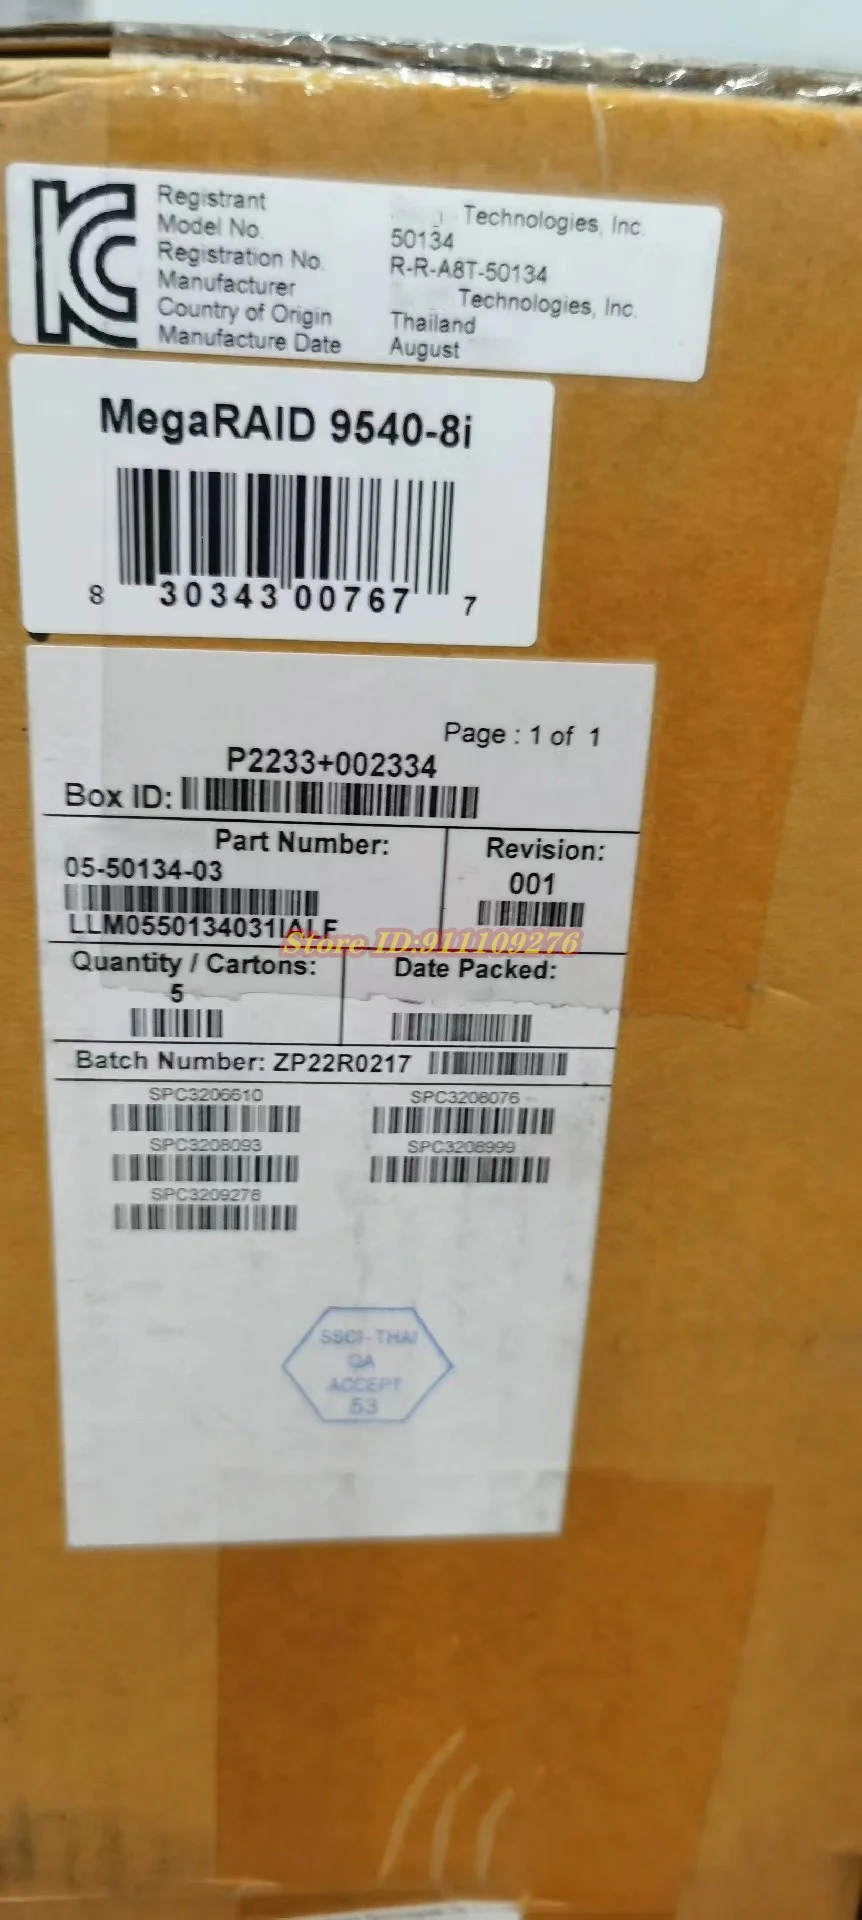 KC
Registrant Technologies, Inc.
Model No. 50134
Registration No. R-R-A8T-50134
Manufacturer Technologies, Inc.
Country of Origin Thailand
Manufacture Date August
MegaRAID 9540-8i
8 30343 00767 7
Page : 1 of 1
P2233+002334
Box ID:
Part Number: Revision:
05-50134-03 001
LLM0550134031IALF
Store ID:911109276
Quantity / Cartons: Date Packed:
5
Batch Number: ZP22R0217
SPC3206610 SPC3208076
SPC3208093 SPC3208999
SPC3209278
SSCI-THAI
QA
ACCEPT
53